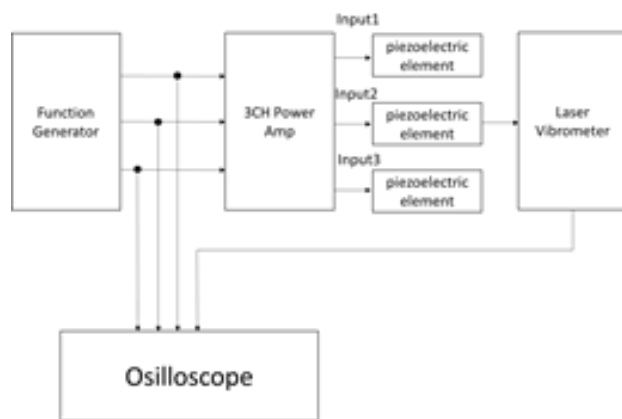 Input1
piezoelectric
element
Function
Generator
3CH Power
Amp
Input2
piezoelectric
element
Laser
Vibrometer
Input3
piezoelectric
element
Osilloscope